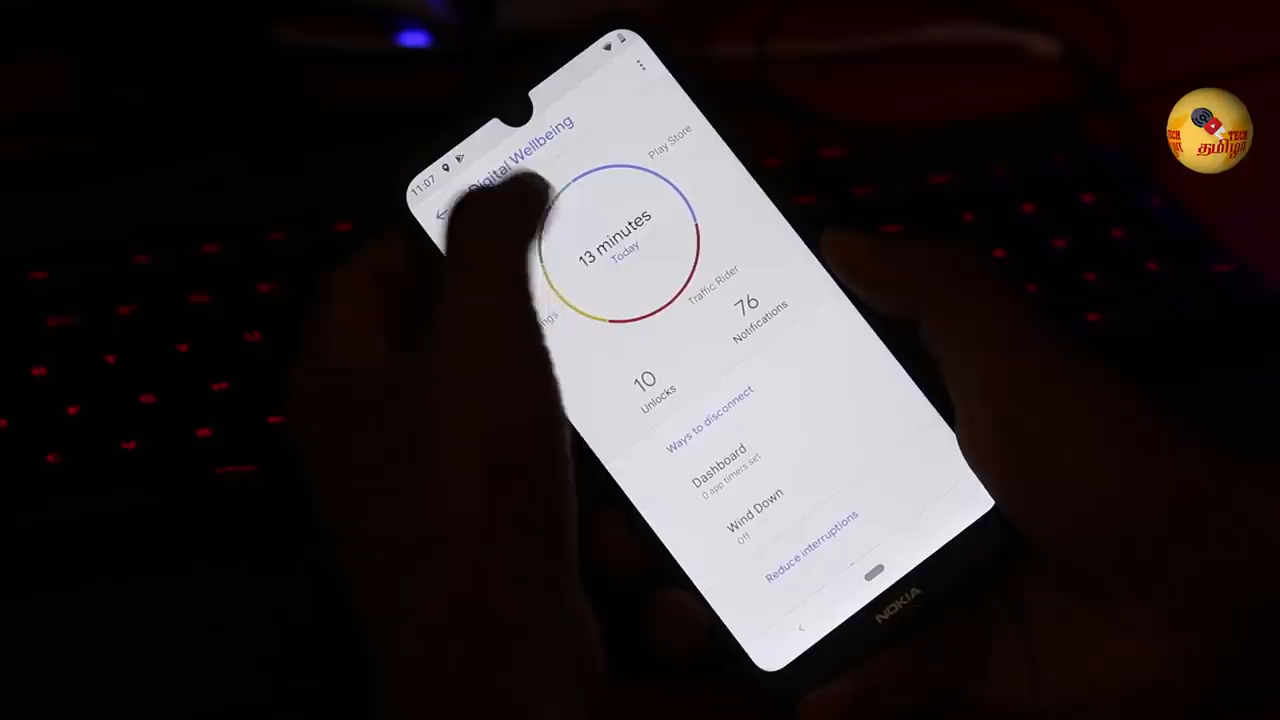 11:07
Digital Wellbeing
Play Store
13 minutes
Today
Traffic Rider
76
Notifications
10
Unlocks
Ways to disconnect
Dashboard
0 app timers set
Wind Down
Off
Reduce interruptions
NOKIA
TECH
தமிழா